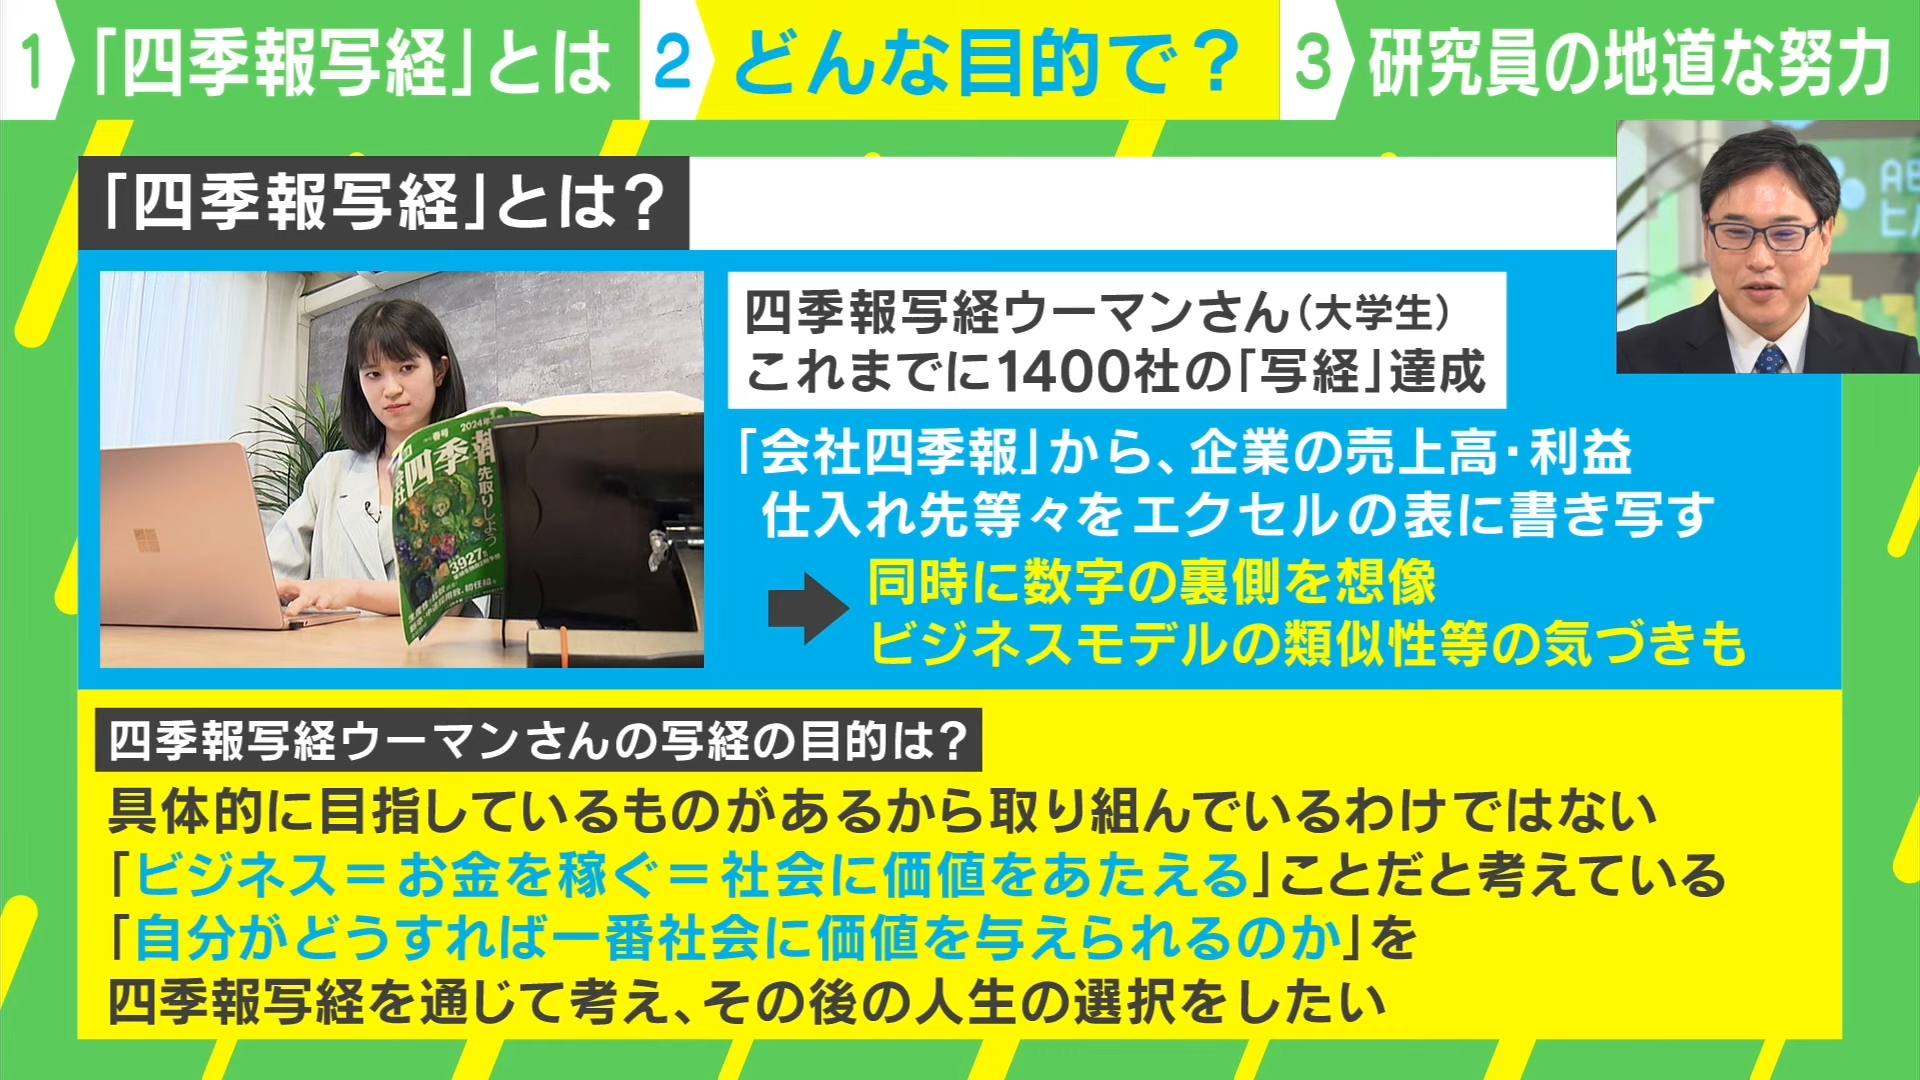 1 「四季報写経」とは
2 どんな目的で？
3 研究員の地道な努力
「四季報写経」とは？
四季報写経ウーマンさん（大学生）
これまでに1400社の「写経」達成
「会社四季報」から、企業の売上高・利益
仕入れ先等々をエクセルの表に書き写す
同時に数字の裏側を想像
ビジネスモデルの類似性等の気づきも
2024年
春号
四季報
先取りしよう
3927
四季報写経ウーマンさんの写経の目的は？
具体的に目指しているものがあるから取り組んでいるわけではない
「ビジネス＝お金を稼ぐ＝社会に価値をあたえる」ことだと考えている
「自分がどうすれば一番社会に価値を与えられるのか」を
四季報写経を通じて考え、その後の人生の選択をしたい